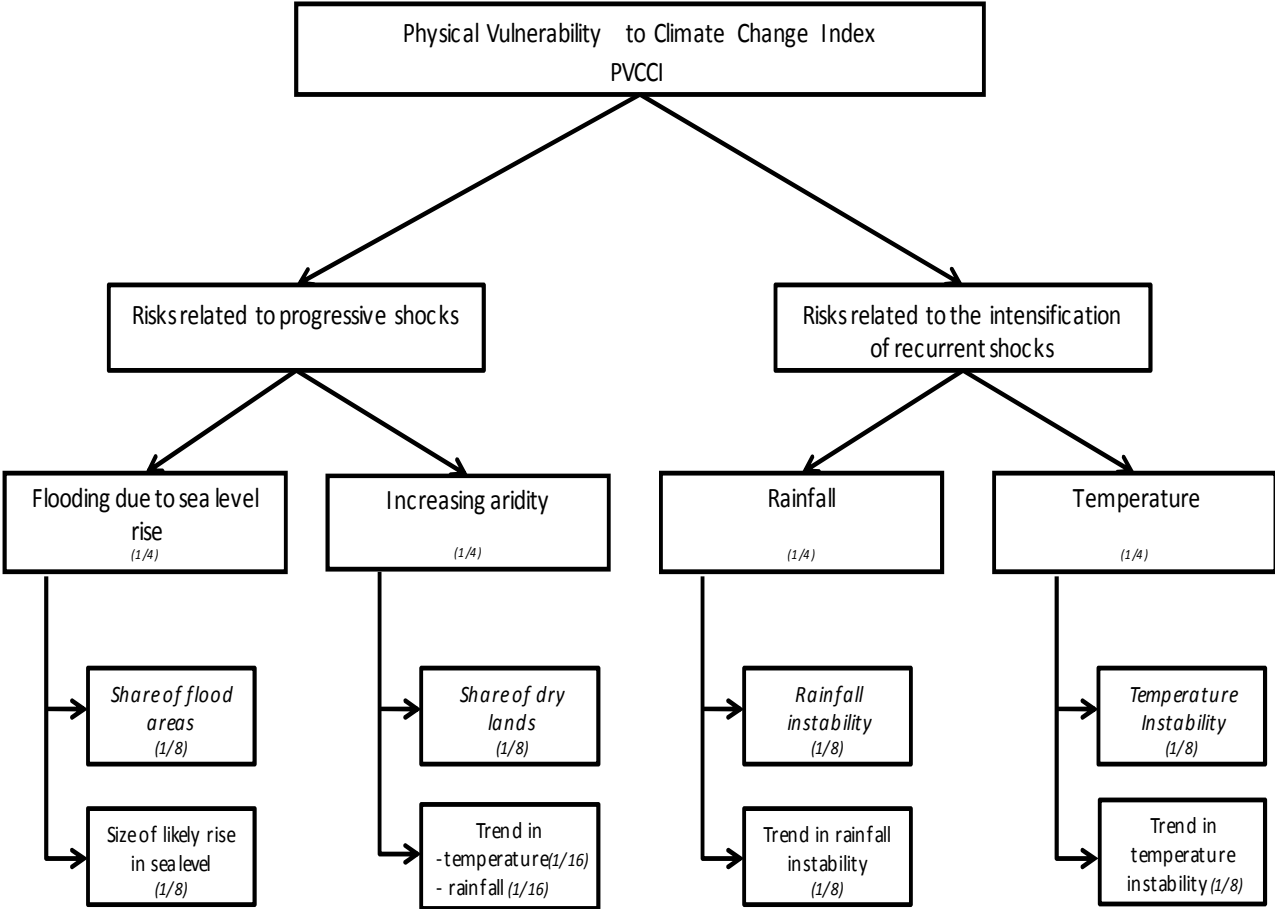 Physical Vulnerability to Climate Change Index
PVCCI
Risks related to progressive shocks
Risks related to the intensification
of recurrent shocks
Flooding due to sea level
rise
(1/4)
Increasing aridity
(1/4)
Rainfall
(1/4)
Temperature
(1/4)
Share of flood
areas
(1/8)
Share of dry
lands
(1/8)
Rainfall
instability
(1/8)
Temperature
Instability
(1/8)
Size of likely rise
in sea level
(1/8)
Trend in
- temperature (1/16)
- rainfall (1/16)
Trend in rainfall
instability
(1/8)
Trend in
temperature
instability (1/8)